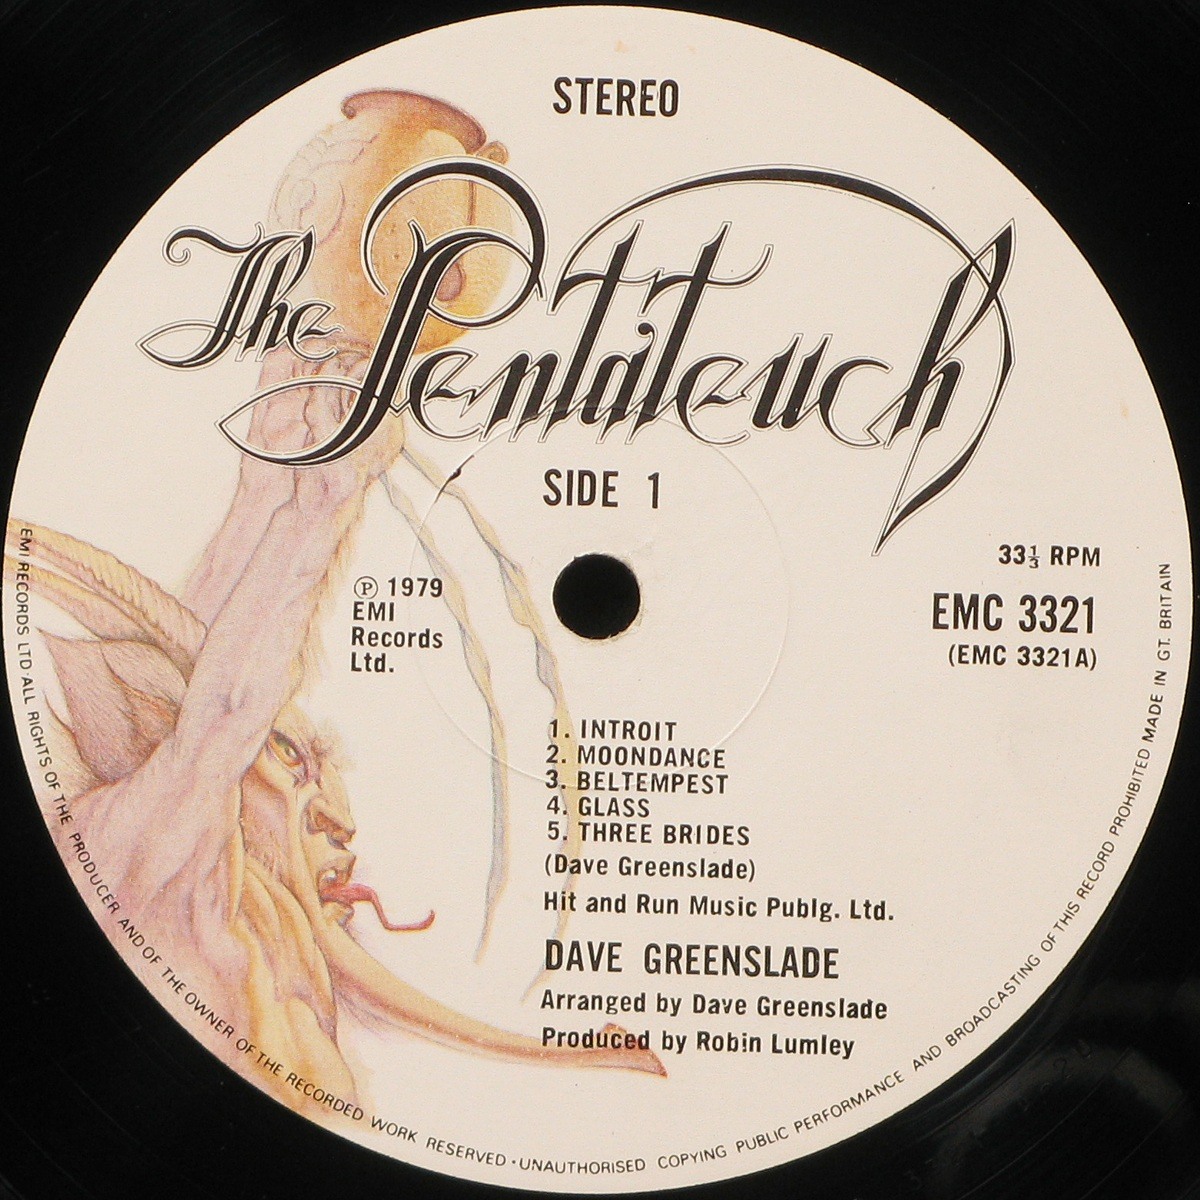 STEREO
The Pentateuch
SIDE 1
33⅓ RPM
EMC 3321
(EMC 3321A)
℗ 1979
EMI
Records
Ltd.
1. INTROIT
2. MOONDANCE
3. BELTEMPEST
4. GLASS
5. THREE BRIDES
(Dave Greenslade)
Hit and Run Music Publg. Ltd.
DAVE GREENSLADE
Arranged by Dave Greenslade
Produced by Robin Lumley
EMI RECORDS LTD ALL RIGHTS OF THE PRODUCER AND OF THE OWNER OF THE RECORDED WORK RESERVED · UNAUTHORISED COPYING PUBLIC PERFORMANCE AND BROADCASTING OF THIS RECORD PROHIBITED MADE IN GT. BRITAIN